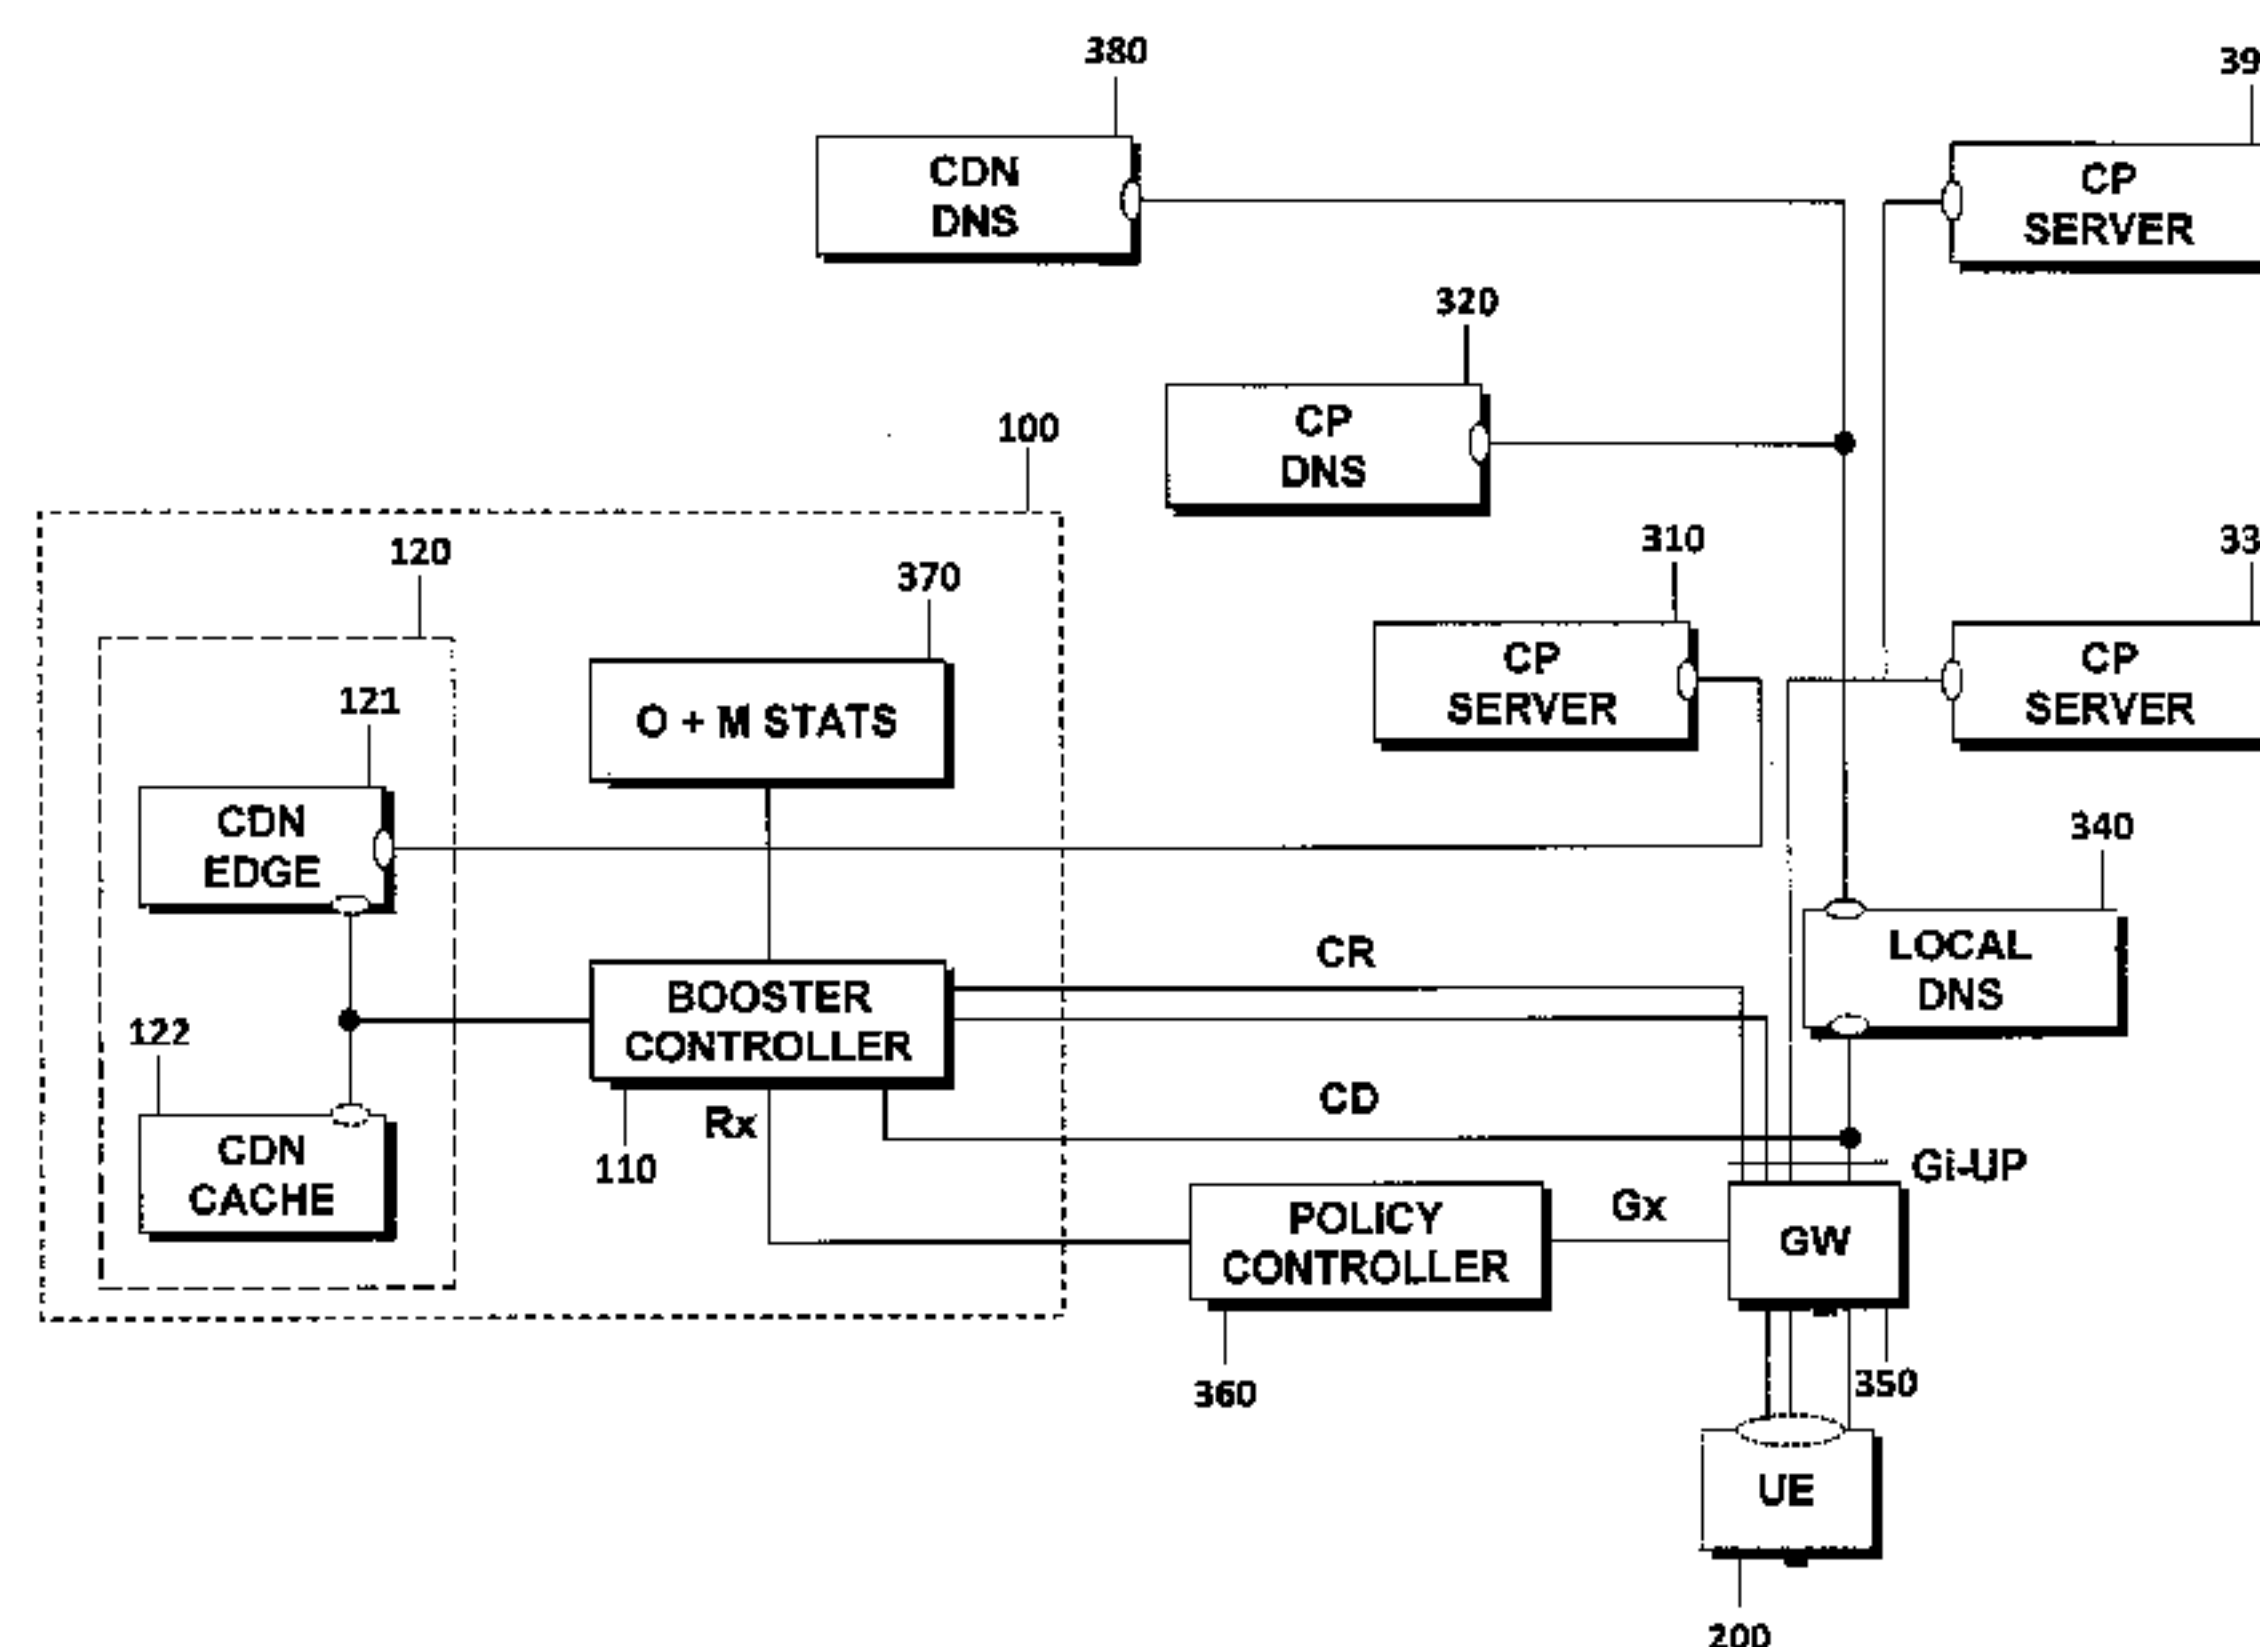 380
39
CDN
DNS
CP
SERVER
320
CP
DNS
100
120
370
310
33
121
O + M STATS
CP
SERVER
CP
SERVER
CDN
EDGE
340
CR
LOCAL
DNS
BOOSTER
CONTROLLER
122
Rx
CD
110
Gi-UP
CDN
CACHE
POLICY
CONTROLLER
Gx
GW
360
350
UE
200